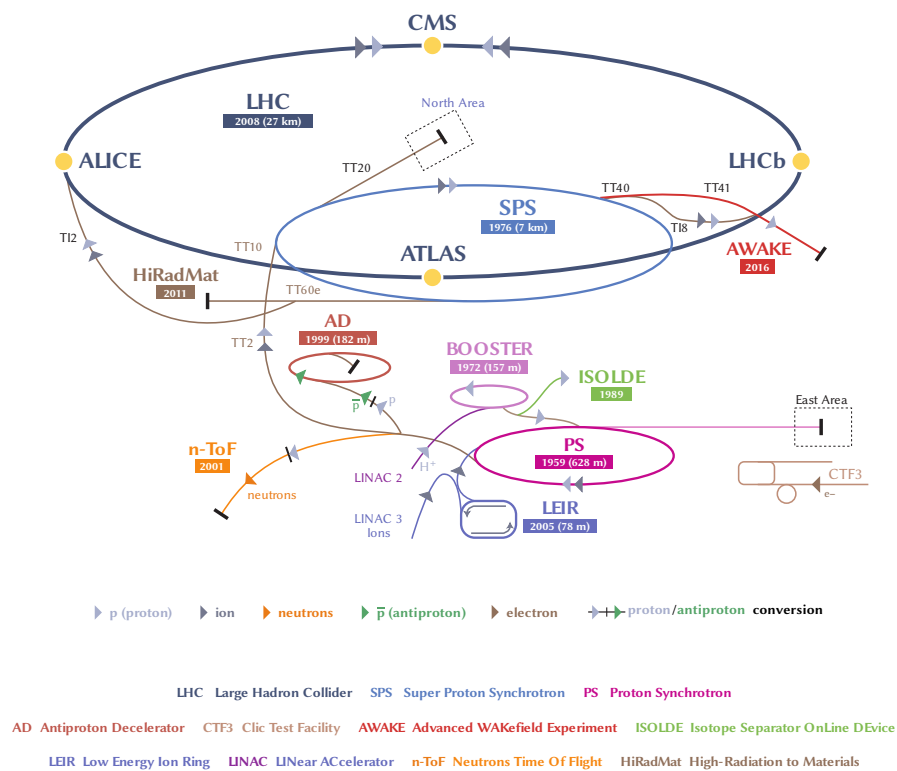 CMS
LHC
2008 (27 km)
North Area
ALICE
LHCb
TT20
TT40
TT41
SPS
1976 (7 km)
TI2
TI8
TT10
ATLAS
AWAKE
2016
HiRadMat
2011
TT60e
AD
1999 (182 m)
TT2
BOOSTER
1972 (157 m)
ISOLDE
1989
p
p̅
East Area
n-ToF
2001
PS
1959 (628 m)
H+
LINAC 2
neutrons
CTF3
e–
LEIR
2005 (78 m)
LINAC 3
Ions
p (proton) ion neutrons p̅ (antiproton) electron proton/antiproton conversion
LHC Large Hadron Collider SPS Super Proton Synchrotron PS Proton Synchrotron
AD Antiproton Decelerator CTF3 Clic Test Facility AWAKE Advanced WAKefield Experiment ISOLDE Isotope Separator OnLine DEvice
LEIR Low Energy Ion Ring LINAC LINear ACcelerator n-ToF Neutrons Time Of Flight HiRadMat High-Radiation to Materials